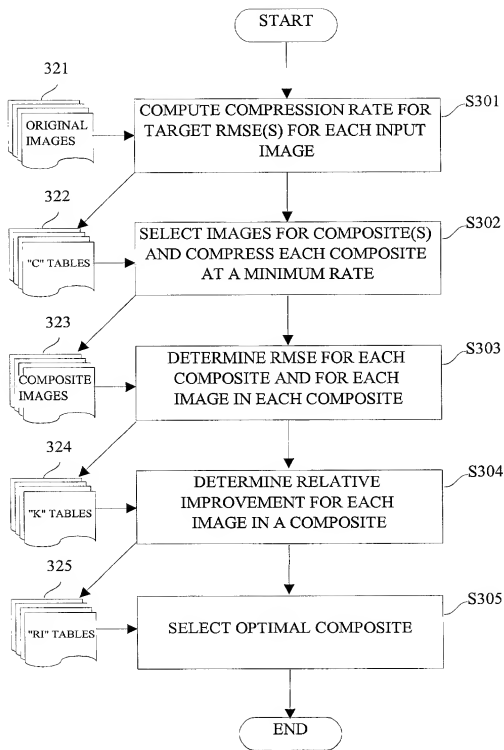 START
321
ORIGINAL
IMAGES
COMPUTE COMPRESSION RATE FOR
TARGET RMSE(S) FOR EACH INPUT
IMAGE
S301
322
"C" TABLES
SELECT IMAGES FOR COMPOSITE(S)
AND COMPRESS EACH COMPOSITE
AT A MINIMUM RATE
S302
323
COMPOSITE
IMAGES
DETERMINE RMSE FOR EACH
COMPOSITE AND FOR EACH
IMAGE IN EACH COMPOSITE
S303
324
"K" TABLES
DETERMINE RELATIVE
IMPROVEMENT FOR EACH
IMAGE IN A COMPOSITE
S304
325
"RI" TABLES
SELECT OPTIMAL COMPOSITE
S305
END